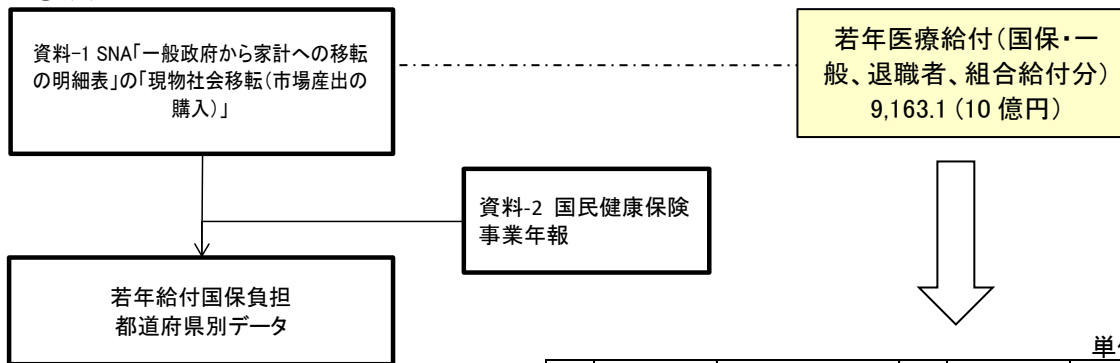 資料-1 SNA「一般政府から家計への移転
の明細表」の「現物社会移転(市場産出の
購入)」
若年医療給付(国保・一
般、退職者、組合給付分)
9,163.1 (10 億円)
資料-2 国民健康保険
事業年報
若年給付国保負担
都道府県別データ